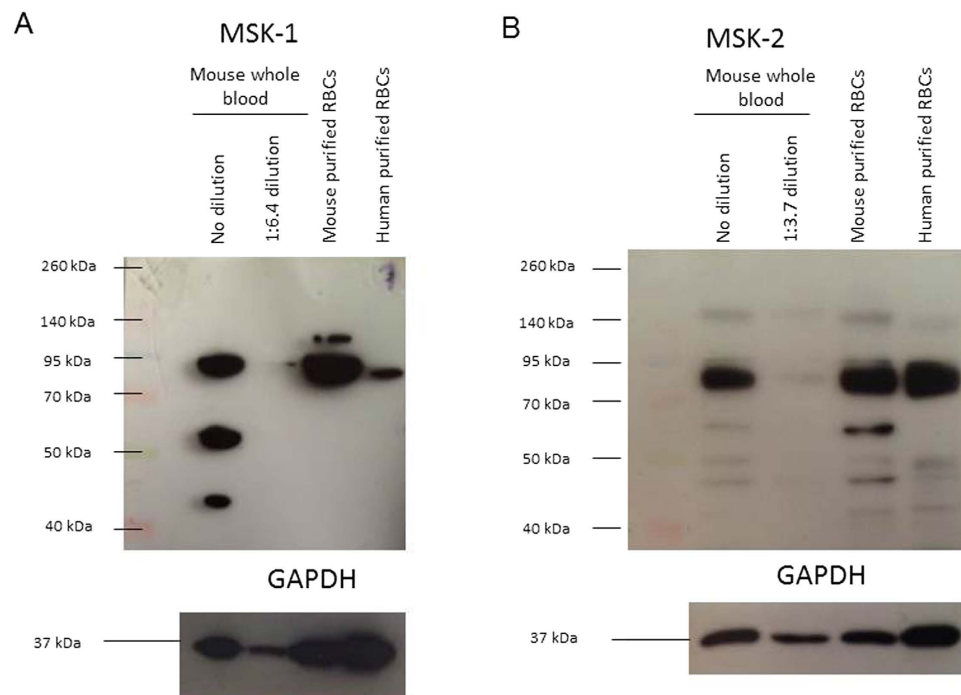 A
MSK-1
Mouse whole
blood
No dilution
1:6.4 dilution
Mouse purified RBCs
Human purified RBCs
260 kDa
140 kDa
95 kDa
70 kDa
50 kDa
40 kDa
GAPDH
37 kDa
B
MSK-2
Mouse whole
blood
No dilution
1:3.7 dilution
Mouse purified RBCs
Human purified RBCs
260 kDa
140 kDa
95 kDa
70 kDa
50 kDa
40 kDa
GAPDH
37 kDa